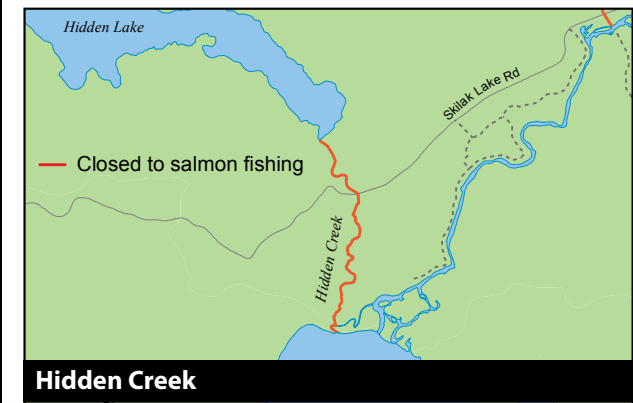 Hidden Lake
Skilak Lake Rd
Closed to salmon fishing
Hidden Creek
Hidden Creek